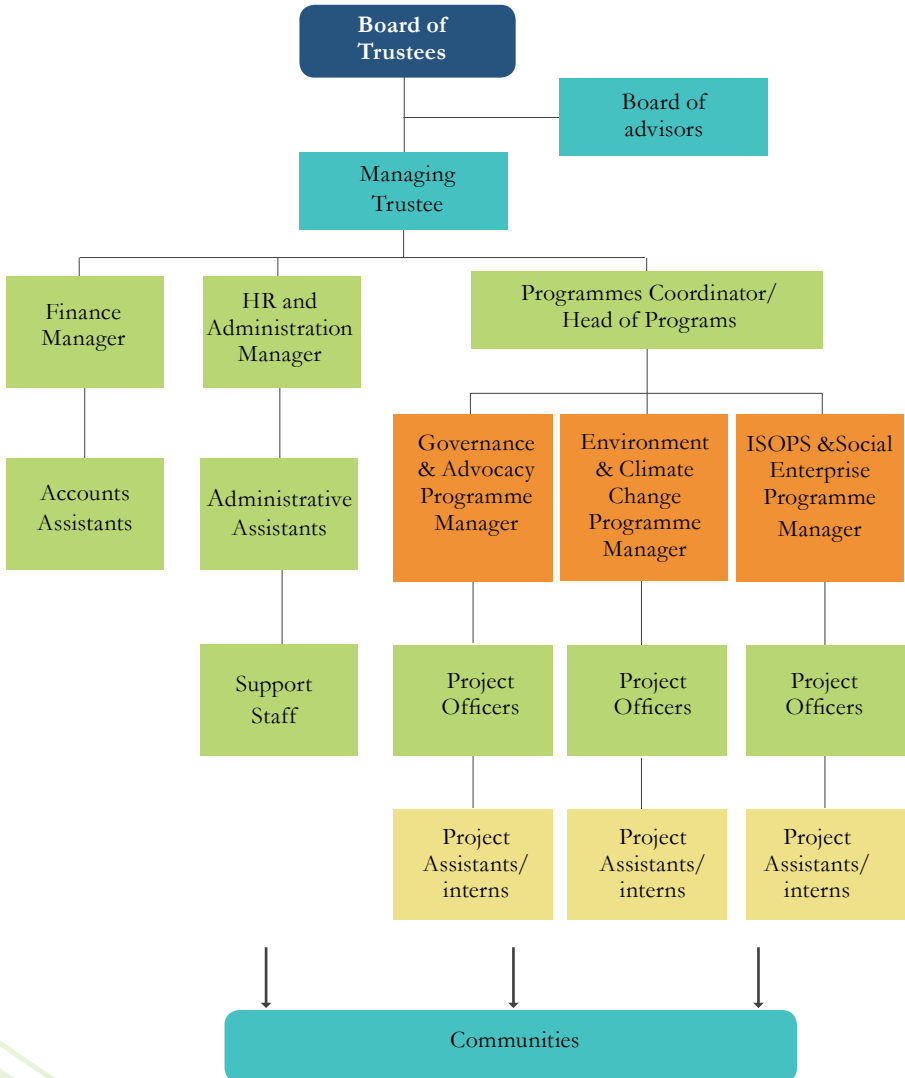 Board of
Trustees
Board of
advisors
Managing
Trustee
Finance
Manager
HR and
Administration
Manager
Programmes Coordinator/
Head of Programs
Accounts
Assistants
Administrative
Assistants
Governance
& Advocacy
Programme
Manager
Environment
& Climate
Change
Programme
Manager
ISOPS &Social
Enterprise
Programme
Manager
Support
Staff
Project
Officers
Project
Officers
Project
Officers
Project
Assistants/
interns
Project
Assistants/
interns
Project
Assistants/
interns
Communities